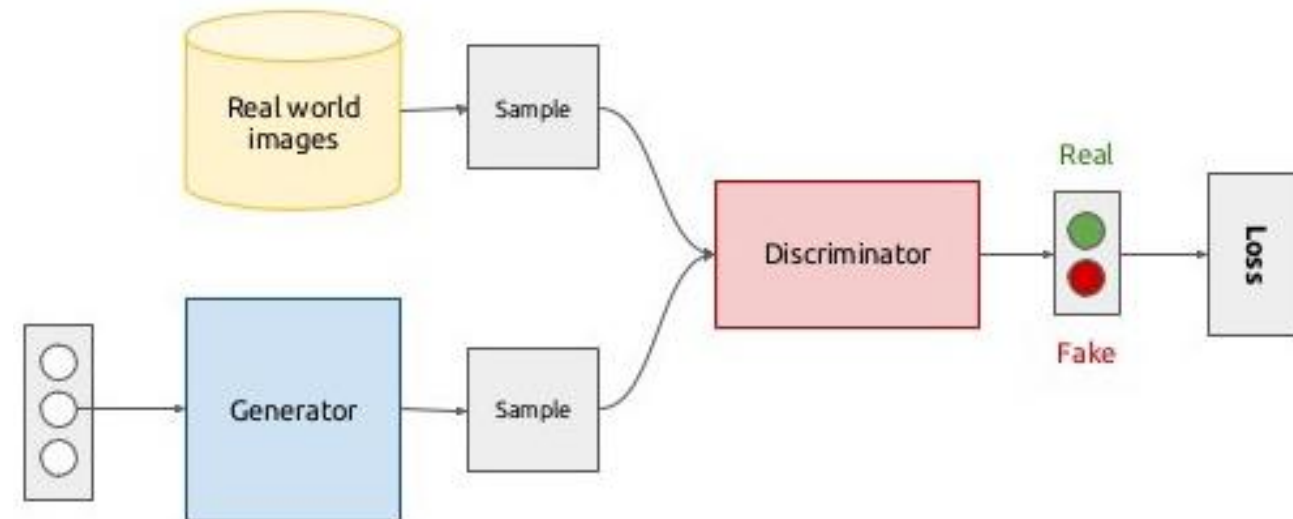 Real world
images
Sample
Real
Discriminator
Loss
Fake
Generator
Sample